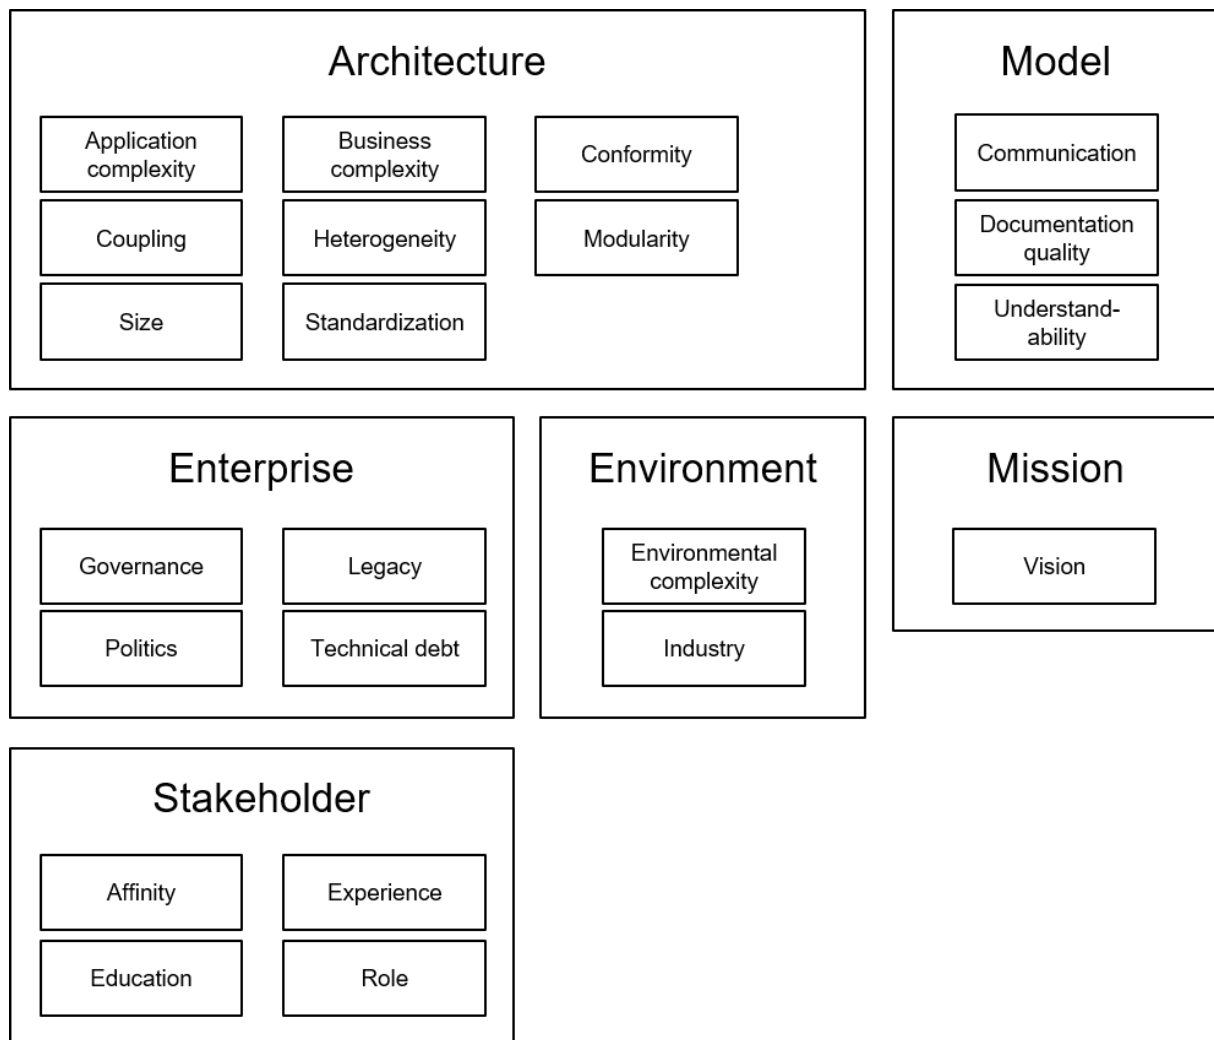 Architecture
Application
complexity
Business
complexity
Conformity
Coupling
Heterogeneity
Modularity
Size
Standardization
Model
Communication
Documentation
quality
Understand-
ability
Enterprise
Governance
Legacy
Politics
Technical debt
Environment
Environmental
complexity
Industry
Mission
Vision
Stakeholder
Affinity
Experience
Education
Role